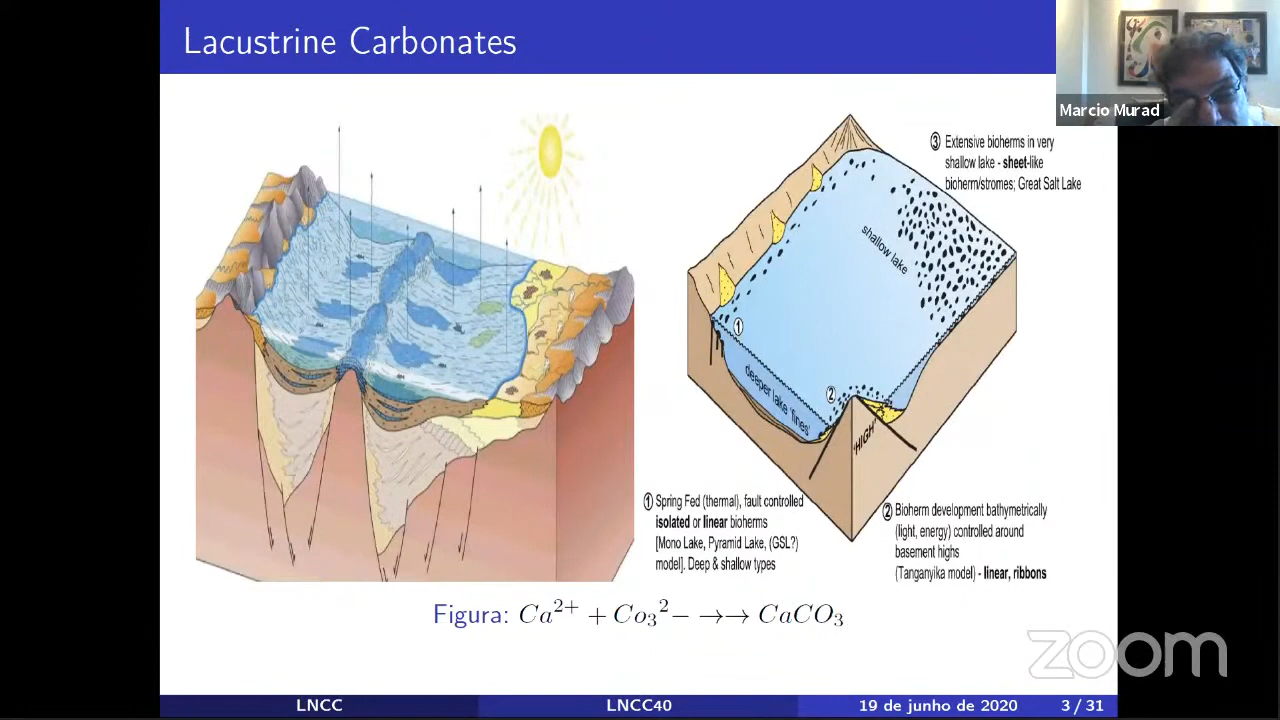 Lacustrine Carbonates
Marcio Murad
③ Extensive bioherms in very
shallow lake - sheet-like
bioherm/stromes; Great Salt Lake
shallow lake
①
deeper lake 'fines'
②
'HIGH'
① Spring Fed (thermal), fault controlled
isolated or linear bioherms
[Mono Lake, Pyramid Lake, (GSL?)
model]. Deep & shallow types
② Bioherm development bathymetrically
(light, energy) controlled around
basement highs
(Tanganyika model) - linear, ribbons
Figura: Ca²⁺ + Co₃² − →→ CaCO₃
zoom
LNCC LNCC40 19 de junho de 2020 3 / 31